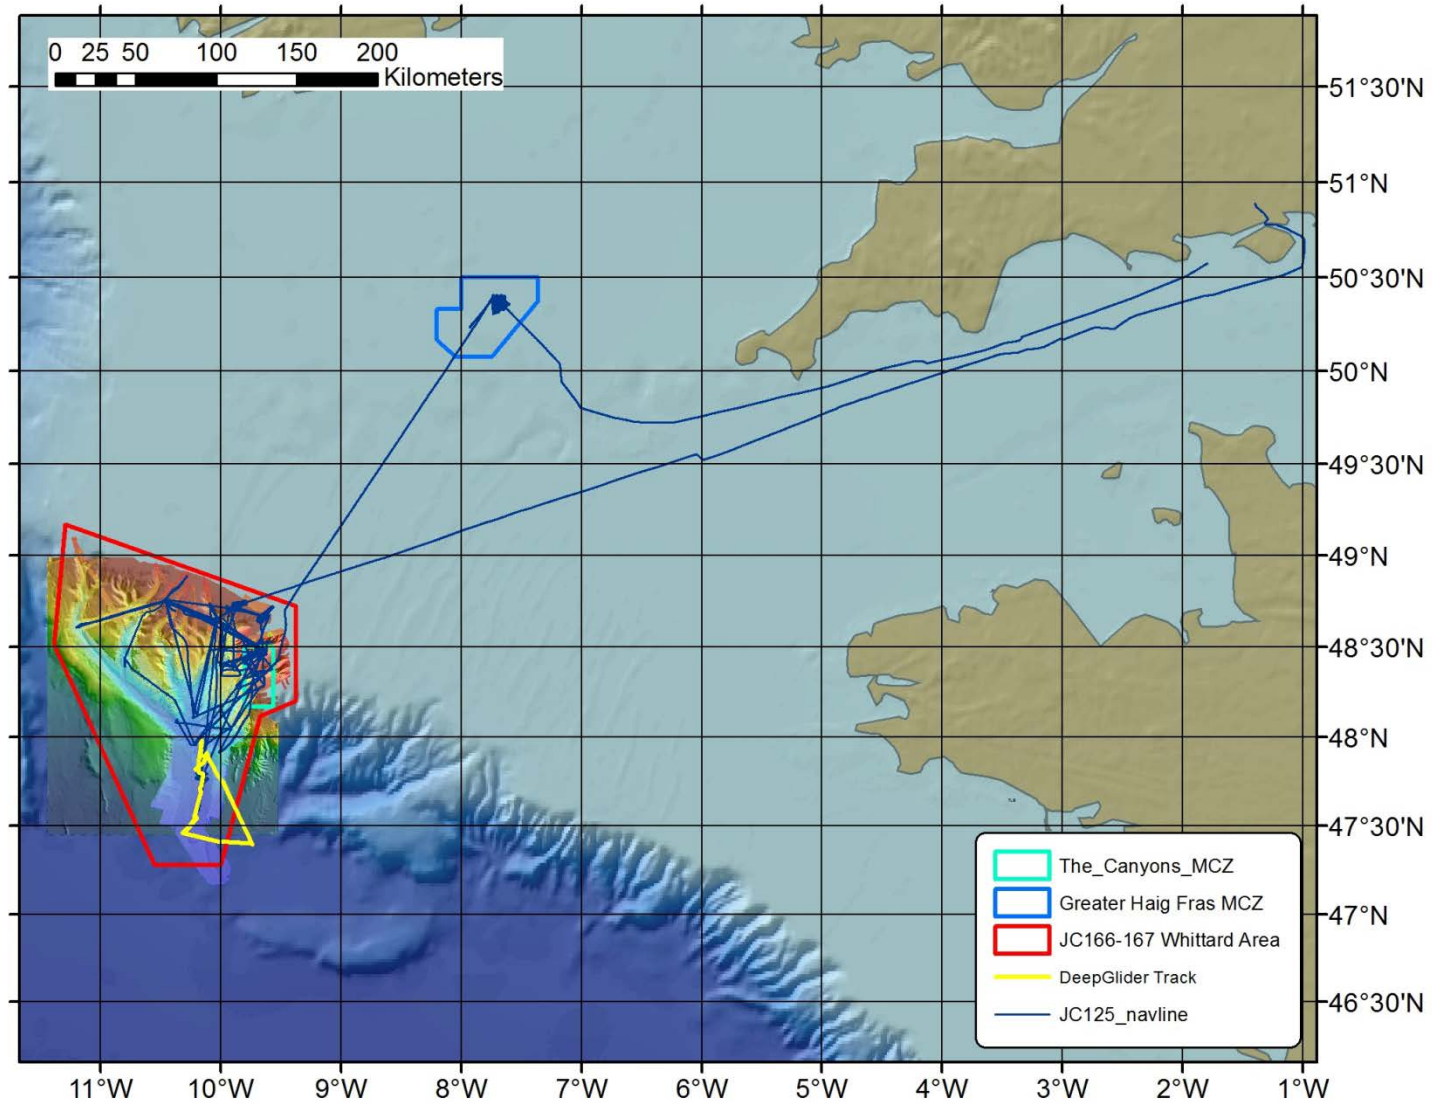 0 25 50 100 150 200
Kilometers
51°30'N
51°N
50°30'N
50°N
49°30'N
49°N
48°30'N
48°N
47°30'N
47°N
46°30'N
The_Canyons_MCZ
Greater Haig Fras MCZ
JC166-167 Whittard Area
DeepGlider Track
JC125_navline
11°W 10°W 9°W 8°W 7°W 6°W 5°W 4°W 3°W 2°W 1°W